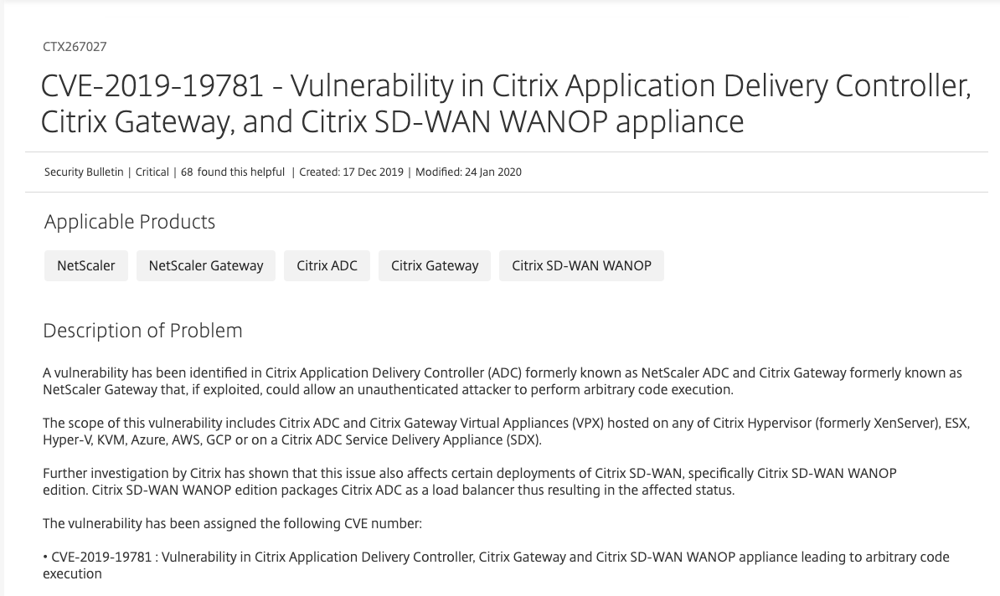 CTX267027
CVE-2019-19781 - Vulnerability in Citrix Application Delivery Controller,
Citrix Gateway, and Citrix SD-WAN WANOP appliance
Security Bulletin | Critical | 68 found this helpful | Created: 17 Dec 2019 | Modified: 24 Jan 2020
Applicable Products
NetScaler NetScaler Gateway Citrix ADC Citrix Gateway Citrix SD-WAN WANOP
Description of Problem
A vulnerability has been identified in Citrix Application Delivery Controller (ADC) formerly known as NetScaler ADC and Citrix Gateway formerly known as
NetScaler Gateway that, if exploited, could allow an unauthenticated attacker to perform arbitrary code execution.
The scope of this vulnerability includes Citrix ADC and Citrix Gateway Virtual Appliances (VPX) hosted on any of Citrix Hypervisor (formerly XenServer), ESX,
Hyper-V, KVM, Azure, AWS, GCP or on a Citrix ADC Service Delivery Appliance (SDX).
Further investigation by Citrix has shown that this issue also affects certain deployments of Citrix SD-WAN, specifically Citrix SD-WAN WANOP
edition. Citrix SD-WAN WANOP edition packages Citrix ADC as a load balancer thus resulting in the affected status.
The vulnerability has been assigned the following CVE number:
• CVE-2019-19781 : Vulnerability in Citrix Application Delivery Controller, Citrix Gateway and Citrix SD-WAN WANOP appliance leading to arbitrary code
execution